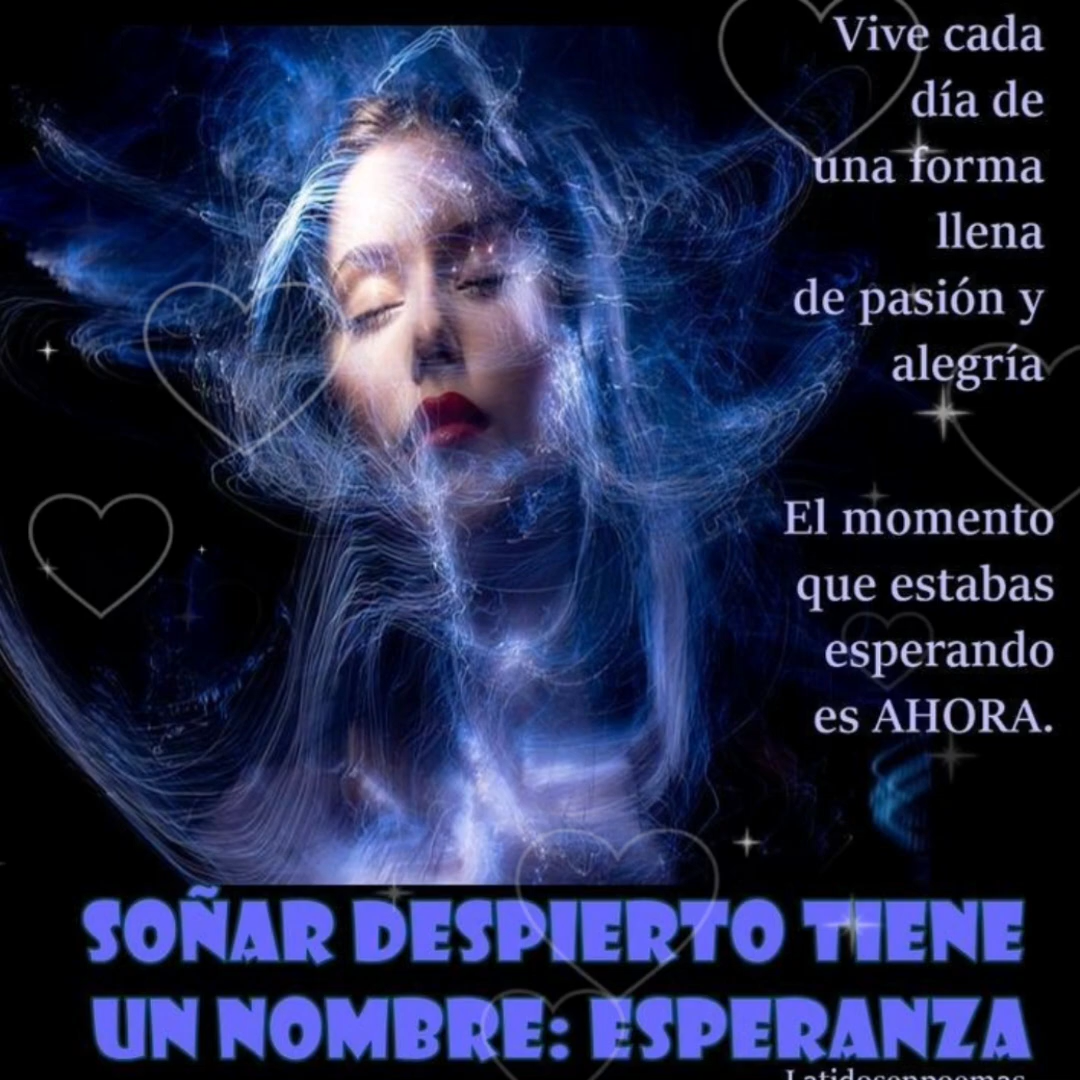 Vive cada
día de
una forma
llena
de pasión y
alegría
El momento
que estabas
esperando
es AHORA.
SOÑAR DESPIERTO TIENE
UN NOMBRE: ESPERANZA
Latidosenpoemas